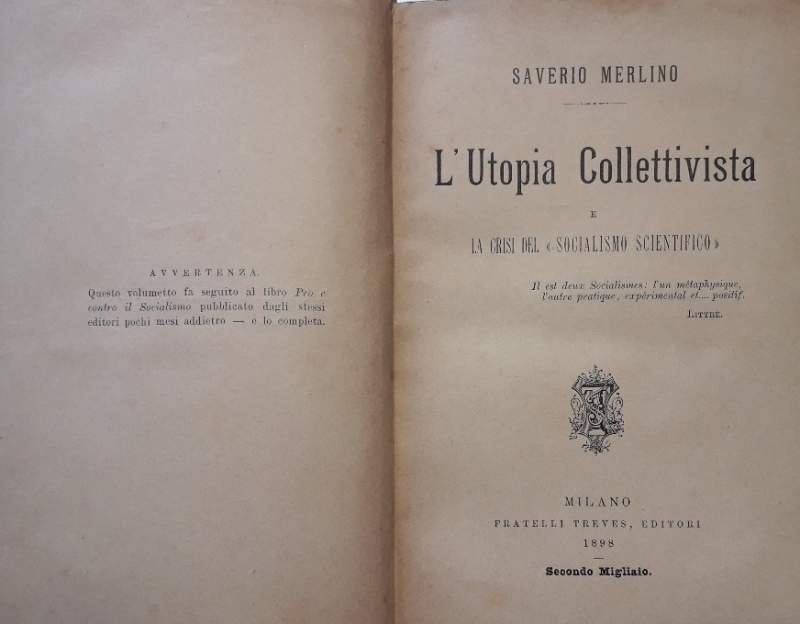 AVVERTENZA.
Questo volumetto fa seguito al libro Pro e
contro il Socialismo pubblicato dagli stessi
editori pochi mesi addietro — e lo completa.
SAVERIO MERLINO
L'Utopia Collettivista
E
LA CRISI DEL «SOCIALISMO SCIENTIFICO»
Il est deux Socialismes: l'un métaphysique,
l'autre pratique, expérimental et.... positif.
LITTRÉ.
MILANO
FRATELLI TREVES, EDITORI
1898
Secondo Migliaio.